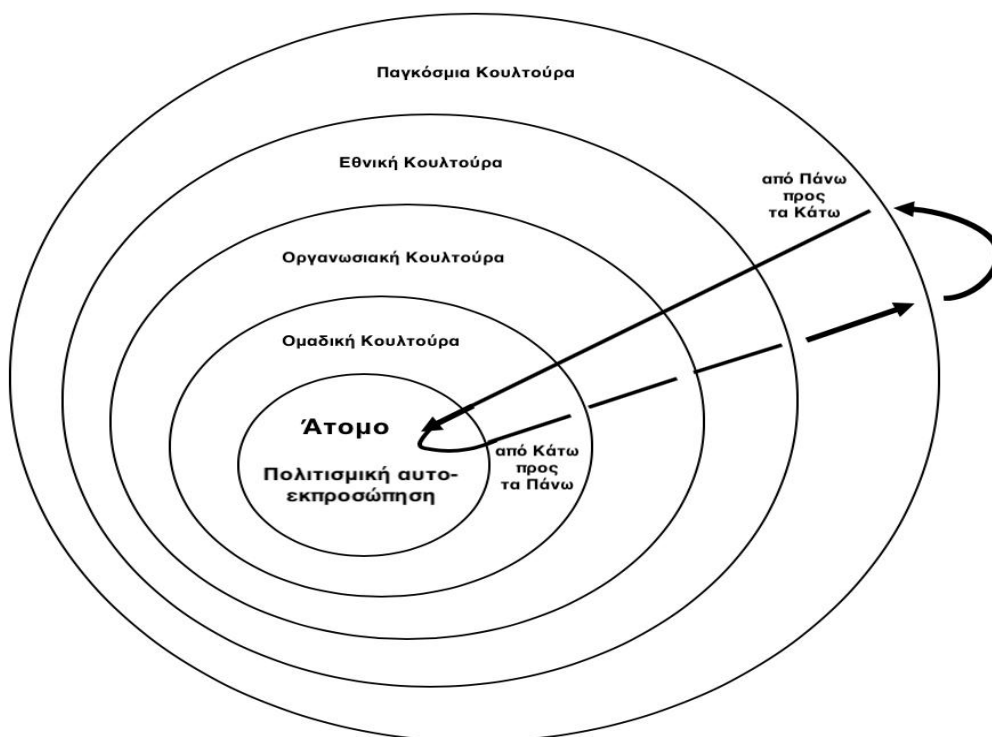 Παγκόσμια Κουλτούρα
Εθνική Κουλτούρα
από Πάνω
προς
τα Κάτω
Οργανωσιακή Κουλτούρα
Ομαδική Κουλτούρα
Άτομο
Πολιτισμική αυτο-
εκπροσώπηση
από Κάτω
προς
τα Πάνω